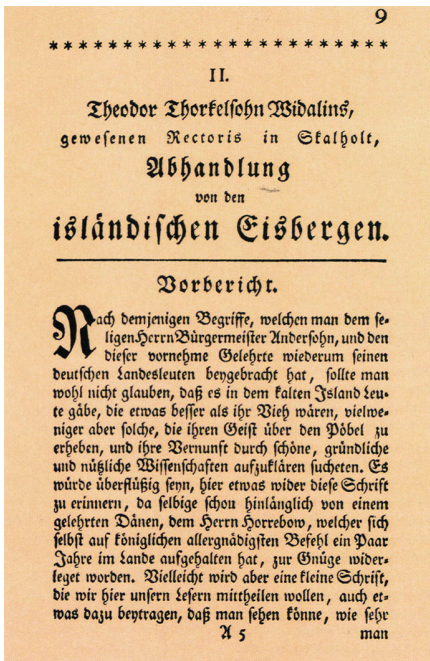 9
* * * * * * * * * * * * * * * * * * * * * * * *
II.
Theodor Thorkelsohn Widalins,
gewesenen Rectoris in Skalholt,
Abhandlung
von den
isländischen Eisbergen.
Vorbericht.
Nach demjenigen Begriffe, welchen man dem se-
ligen Herrn Bürgermeister Andersohn, und den
dieser vornehme Gelehrte wiederum seinen
deutschen Landesleuten beygebracht hat, sollte man
wohl nicht glauben, daß es in dem kalten Island Leu-
te gäbe, die etwas besser als ihr Vieh wären, vielwe-
niger aber solche, die ihren Geist über den Pöbel zu
erheben, und ihre Vernunft durch schöne, gründliche
und nützliche Wissenschaften aufzuklären sucheten. Es
würde überflüßig seyn, hier etwas wider diese Schrift
zu erinnern, da selbige schon hinlänglich von einem
gelehrten Dänen, dem Herrn Horrebow, welcher sich
selbst auf königlichen allergnädigsten Befehl ein Paar
Jahre im Lande aufgehalten hat, zur Gnüge wider-
leget worden. Vielleicht wird aber eine kleine Schrift,
die wir hier unsern Lesern mittheilen wollen, auch et-
was dazu beytragen, daß man sehen könne, wie sehr
A 5 man